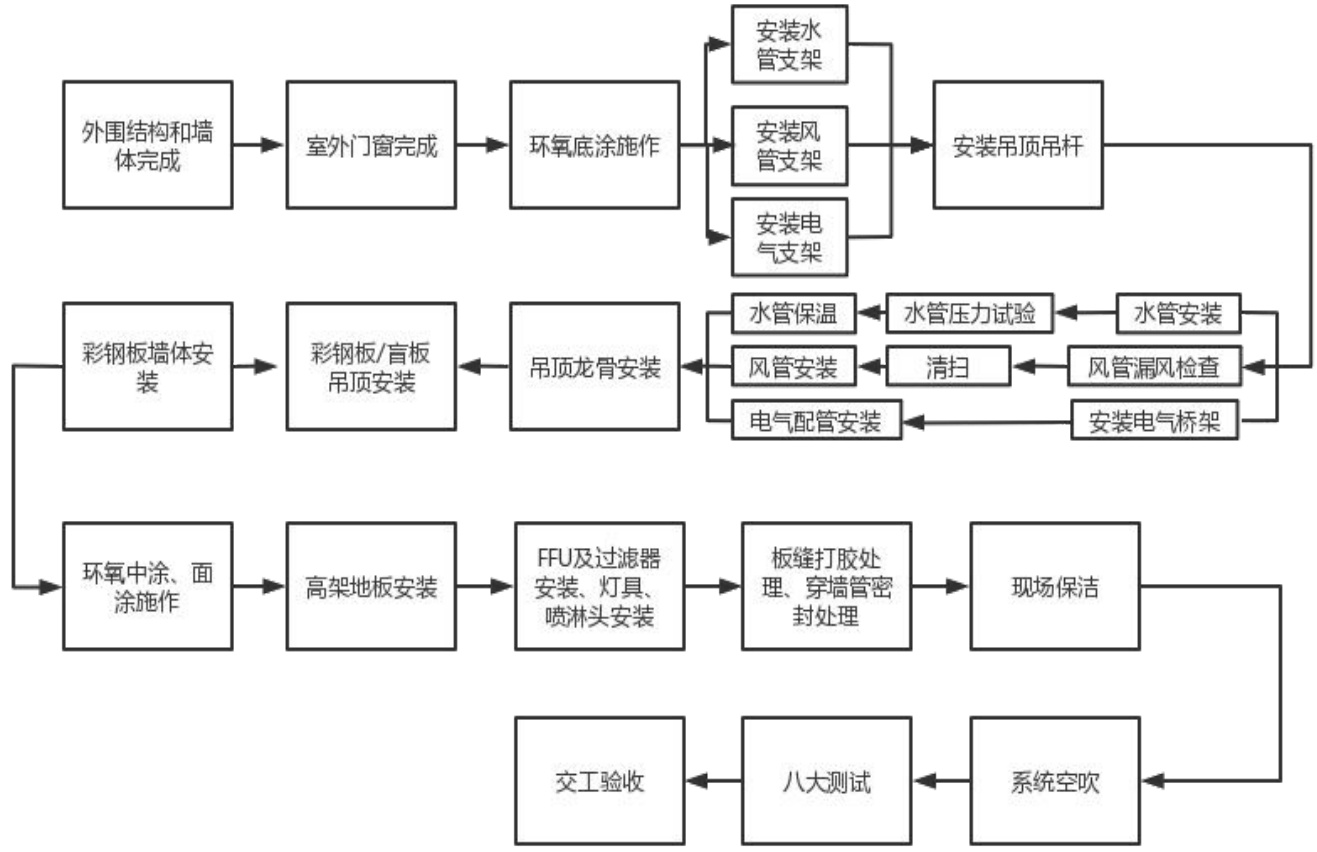 外围结构和墙
体完成
室外门窗完成
环氧底涂施作
安装水
管支架
安装风
管支架
安装电
气支架
安装吊顶吊杆
水管安装
水管压力试验
水管保温
风管漏风检查
清扫
风管安装
安装电气桥架
电气配管安装
吊顶龙骨安装
彩钢板/盲板
吊顶安装
彩钢板墙体安
装
环氧中涂、面
涂施作
高架地板安装
FFU及过滤器
安装、灯具、
喷淋头安装
板缝打胶处
理、穿墙管密
封处理
现场保洁
系统空吹
八大测试
交工验收